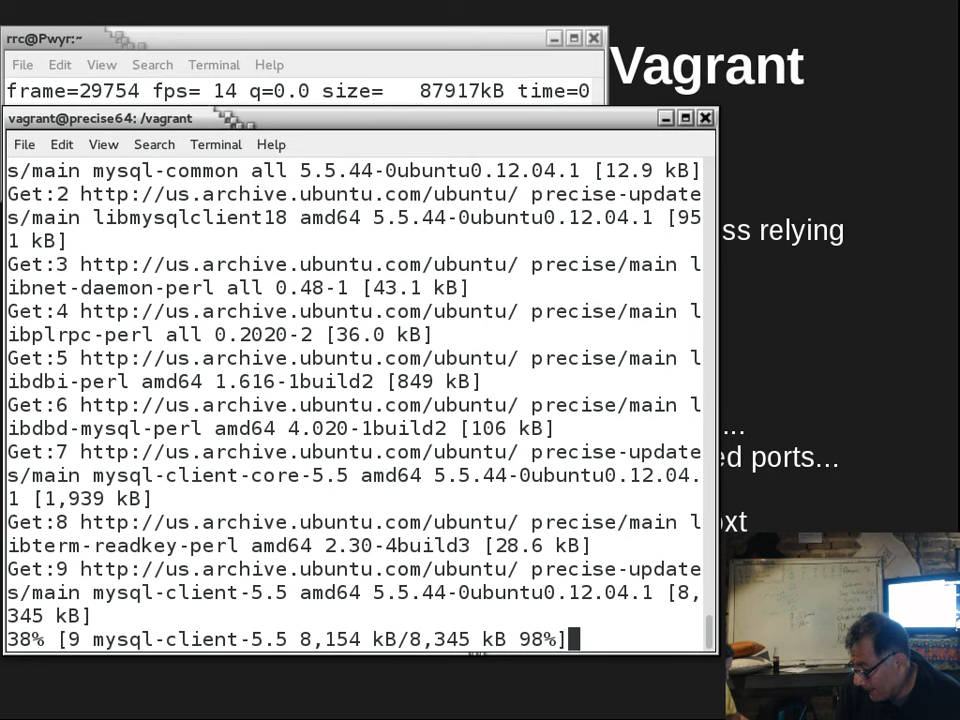 rrc@Pwyr:~
File Edit View Search Terminal Help
frame=29754 fps= 14 q=0.0 size=   87917kB time=0
Vagrant
vagrant@precise64: /vagrant
File Edit View Search Terminal Help
s/main mysql-common all 5.5.44-0ubuntu0.12.04.1 [12.9 kB]
Get:2 http://us.archive.ubuntu.com/ubuntu/ precise-update
s/main libmysqlclient18 amd64 5.5.44-0ubuntu0.12.04.1 [95
1 kB]
Get:3 http://us.archive.ubuntu.com/ubuntu/ precise/main l
ibnet-daemon-perl all 0.48-1 [43.1 kB]
Get:4 http://us.archive.ubuntu.com/ubuntu/ precise/main l
ibplrpc-perl all 0.2020-2 [36.0 kB]
Get:5 http://us.archive.ubuntu.com/ubuntu/ precise/main l
ibdbi-perl amd64 1.616-1build2 [849 kB]
Get:6 http://us.archive.ubuntu.com/ubuntu/ precise/main l
ibdbd-mysql-perl amd64 4.020-1build2 [106 kB]
Get:7 http://us.archive.ubuntu.com/ubuntu/ precise-update
s/main mysql-client-core-5.5 amd64 5.5.44-0ubuntu0.12.04.
1 [1,939 kB]
Get:8 http://us.archive.ubuntu.com/ubuntu/ precise/main l
ibterm-readkey-perl amd64 2.30-4build3 [28.6 kB]
Get:9 http://us.archive.ubuntu.com/ubuntu/ precise-update
s/main mysql-client-5.5 amd64 5.5.44-0ubuntu0.12.04.1 [8,
345 kB]
38% [9 mysql-client-5.5 8,154 kB/8,345 kB 98%]
ss relying
...
ed ports...
oxt